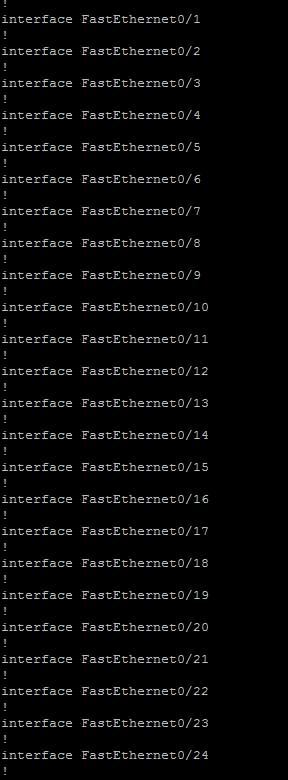 !
interface FastEthernet0/1
!
interface FastEthernet0/2
!
interface FastEthernet0/3
!
interface FastEthernet0/4
!
interface FastEthernet0/5
!
interface FastEthernet0/6
!
interface FastEthernet0/7
!
interface FastEthernet0/8
!
interface FastEthernet0/9
!
interface FastEthernet0/10
!
interface FastEthernet0/11
!
interface FastEthernet0/12
!
interface FastEthernet0/13
!
interface FastEthernet0/14
!
interface FastEthernet0/15
!
interface FastEthernet0/16
!
interface FastEthernet0/17
!
interface FastEthernet0/18
!
interface FastEthernet0/19
!
interface FastEthernet0/20
!
interface FastEthernet0/21
!
interface FastEthernet0/22
!
interface FastEthernet0/23
!
interface FastEthernet0/24
!